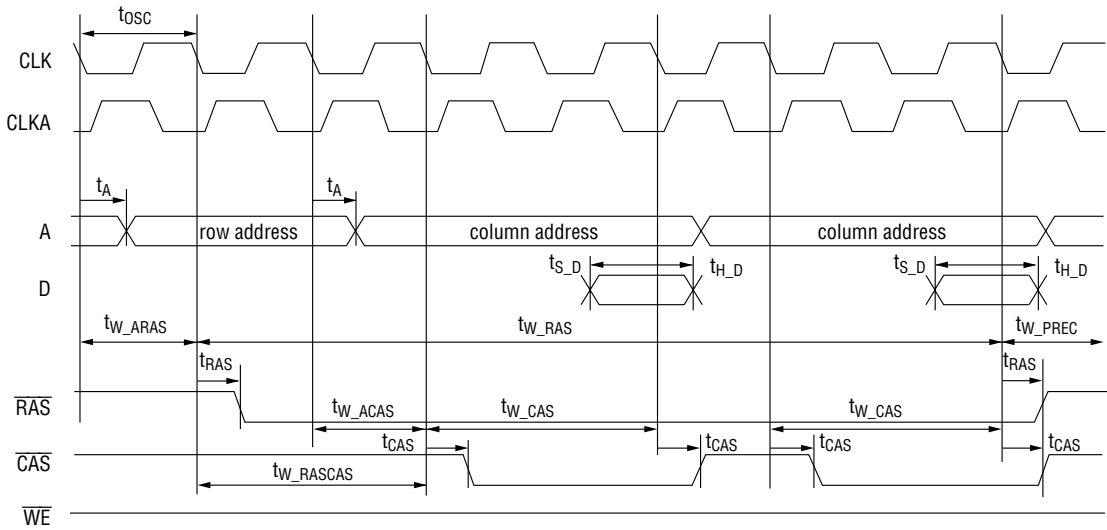 tOSC
CLK
CLKA
tA tA
A row address column address column address
tS_D tH_D tS_D tH_D
D
tW_ARAS tW_RAS tW_PREC
tRAS tRAS
RAS
tW_ACAS tW_CAS tW_CAS
tCAS tCAS tCAS tCAS
CAS
tW_RASCAS
WE